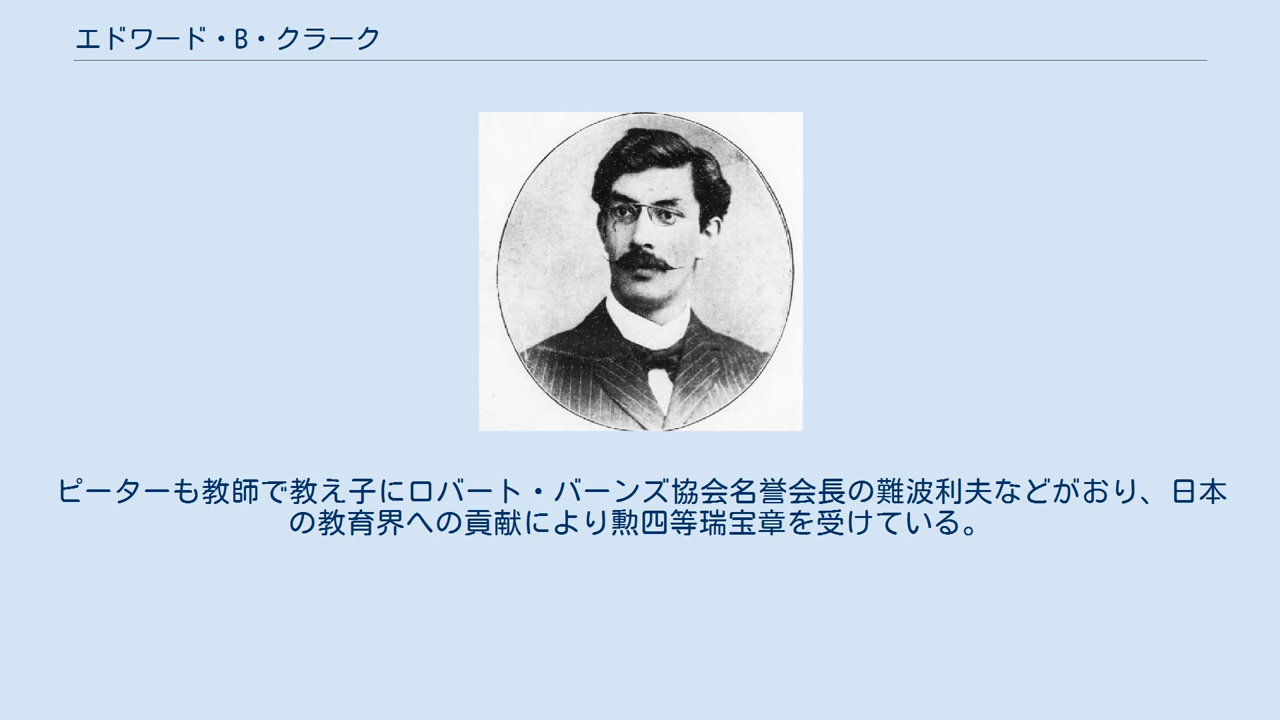 エドワード・B・クラーク
ピーターも教師で教え子にロバート・バーンズ協会名誉会長の難波利夫などがおり、日本
の教育界への貢献により勲四等瑞宝章を受けている。